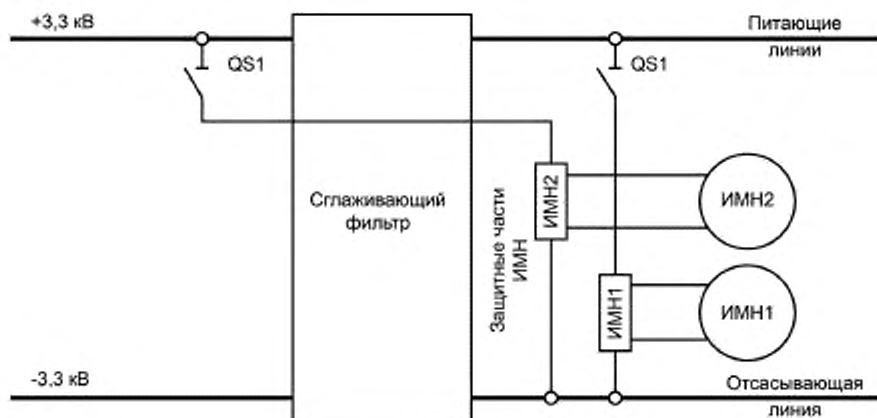 +3,3 кВ
QS1
Сглаживающий
фильтр
Питающие
линии
QS1
Защитные части
ИМН
ИМН2
ИМН2
ИМН1
ИМН1
-3,3 кВ
Отсасывающая
линия